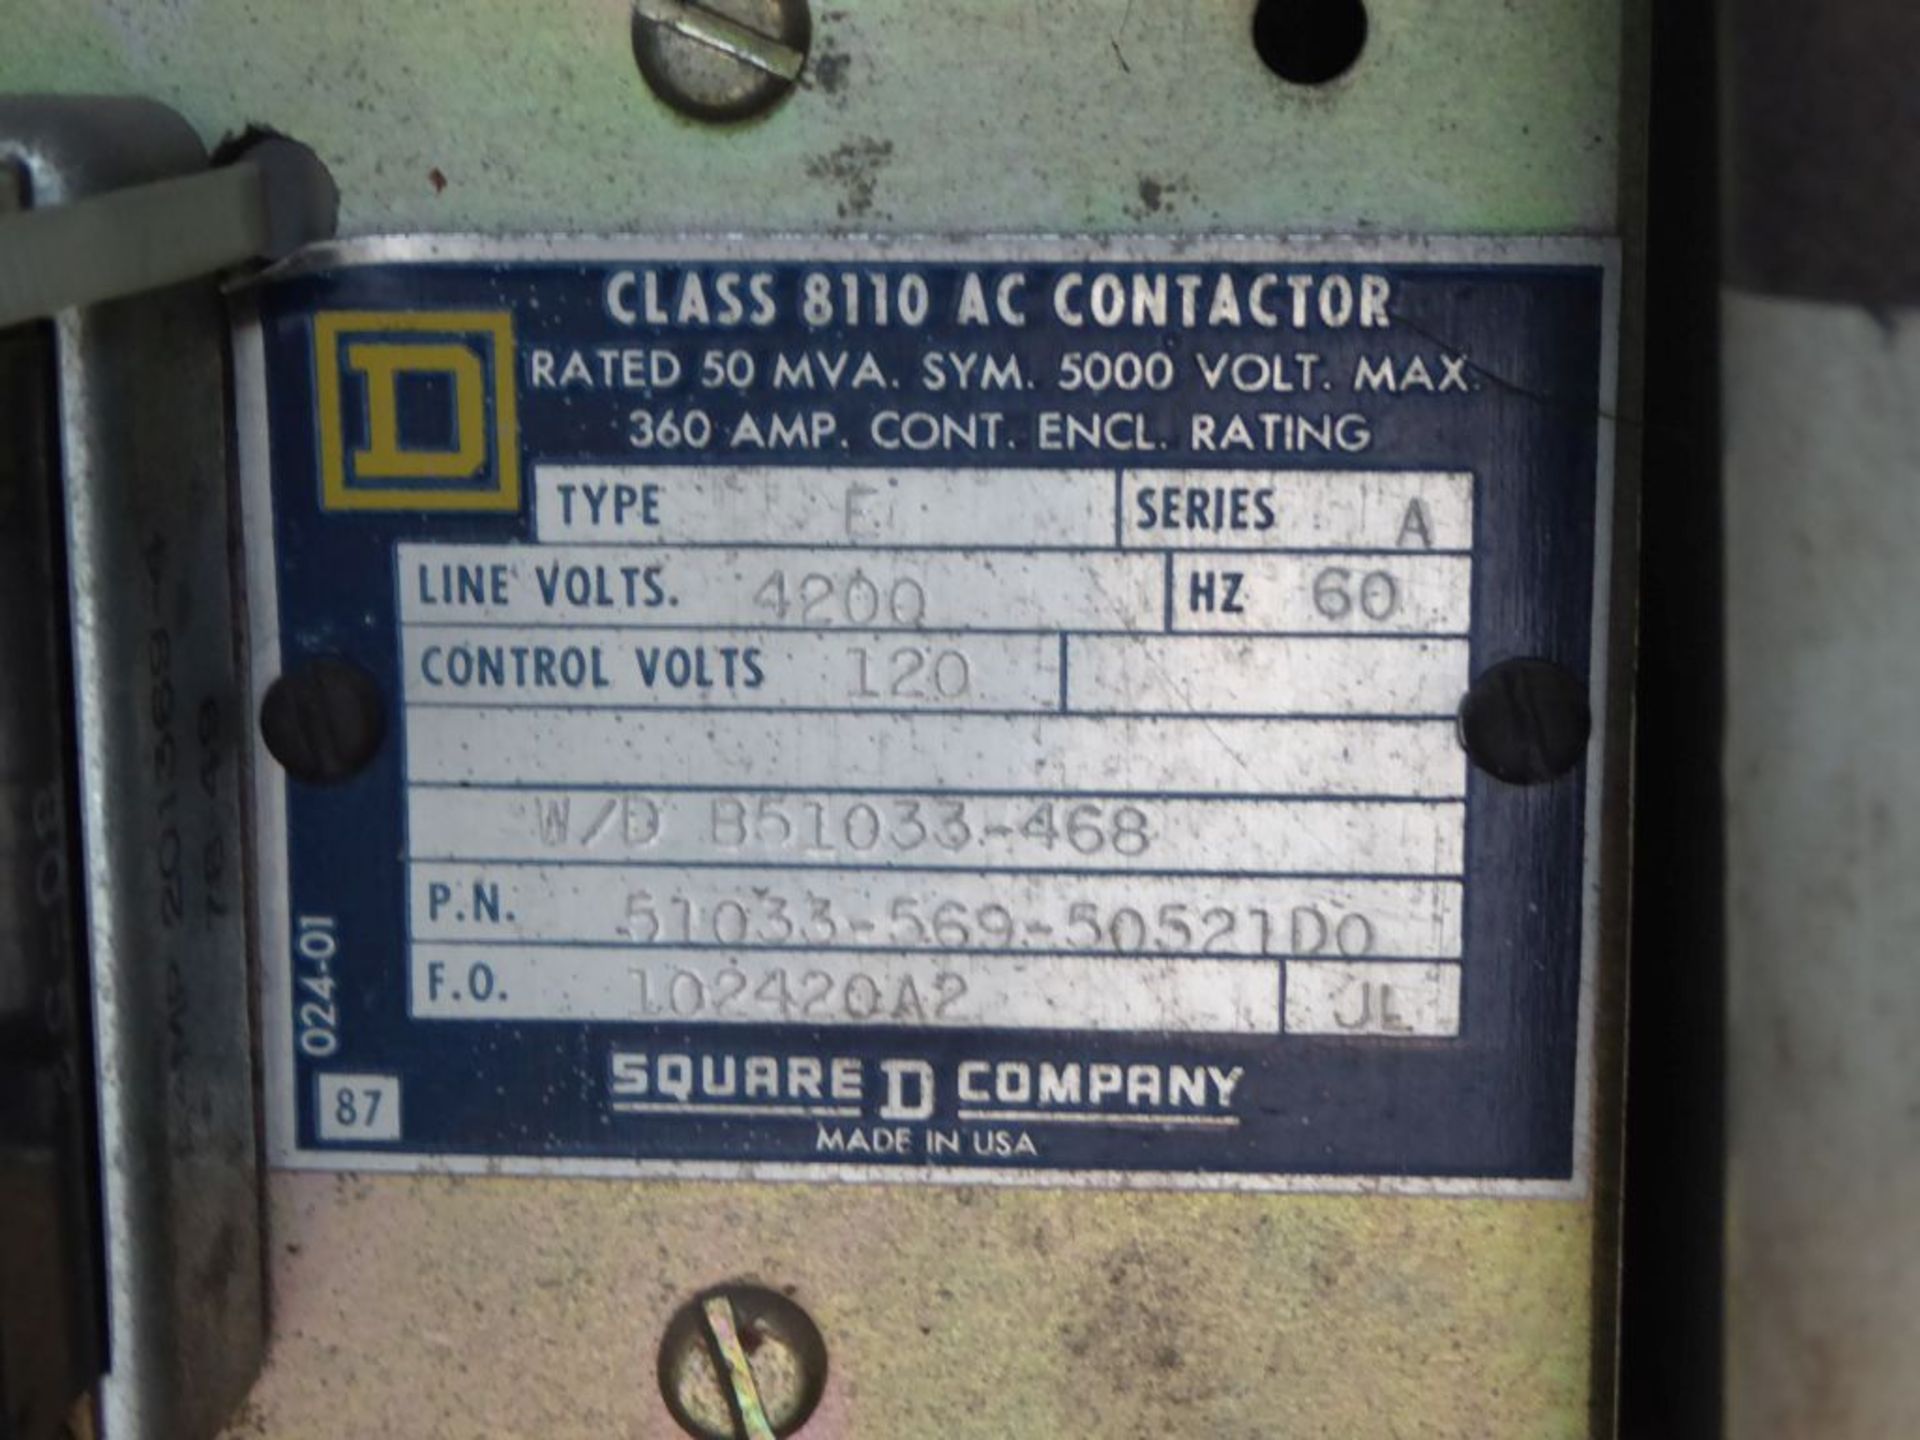 CLASS 8110 AC CONTACTOR
D
RATED 50 MVA. SYM. 5000 VOLT. MAX.
360 AMP. CONT. ENCL. RATING
TYPE E SERIES A
LINE VOLTS. 4200 HZ 60
CONTROL VOLTS 120
W/D B51033-468
P.N. 51033-569-50521D0
F.O. 102420A2 JL
024-01
87
SQUARE D COMPANY
MADE IN USA